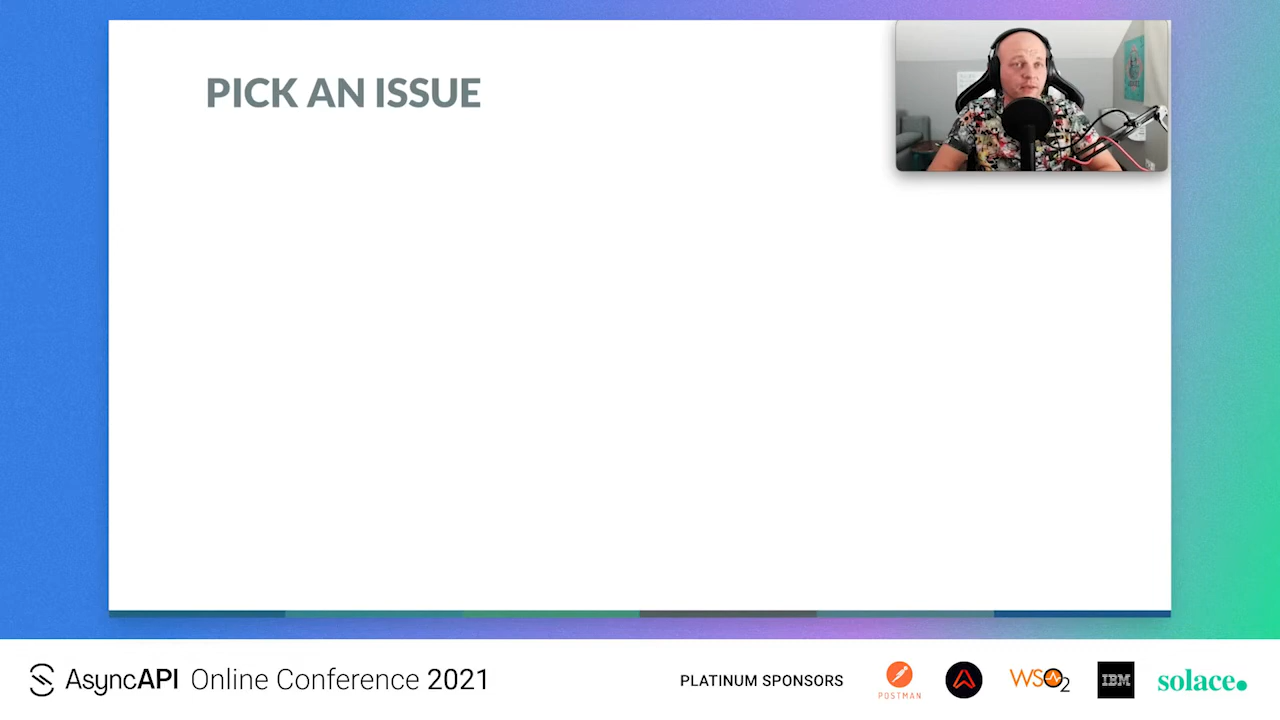 PICK AN ISSUE
AsyncAPI Online Conference 2021
PLATINUM SPONSORS
POSTMAN
WSO2
IBM
solace.